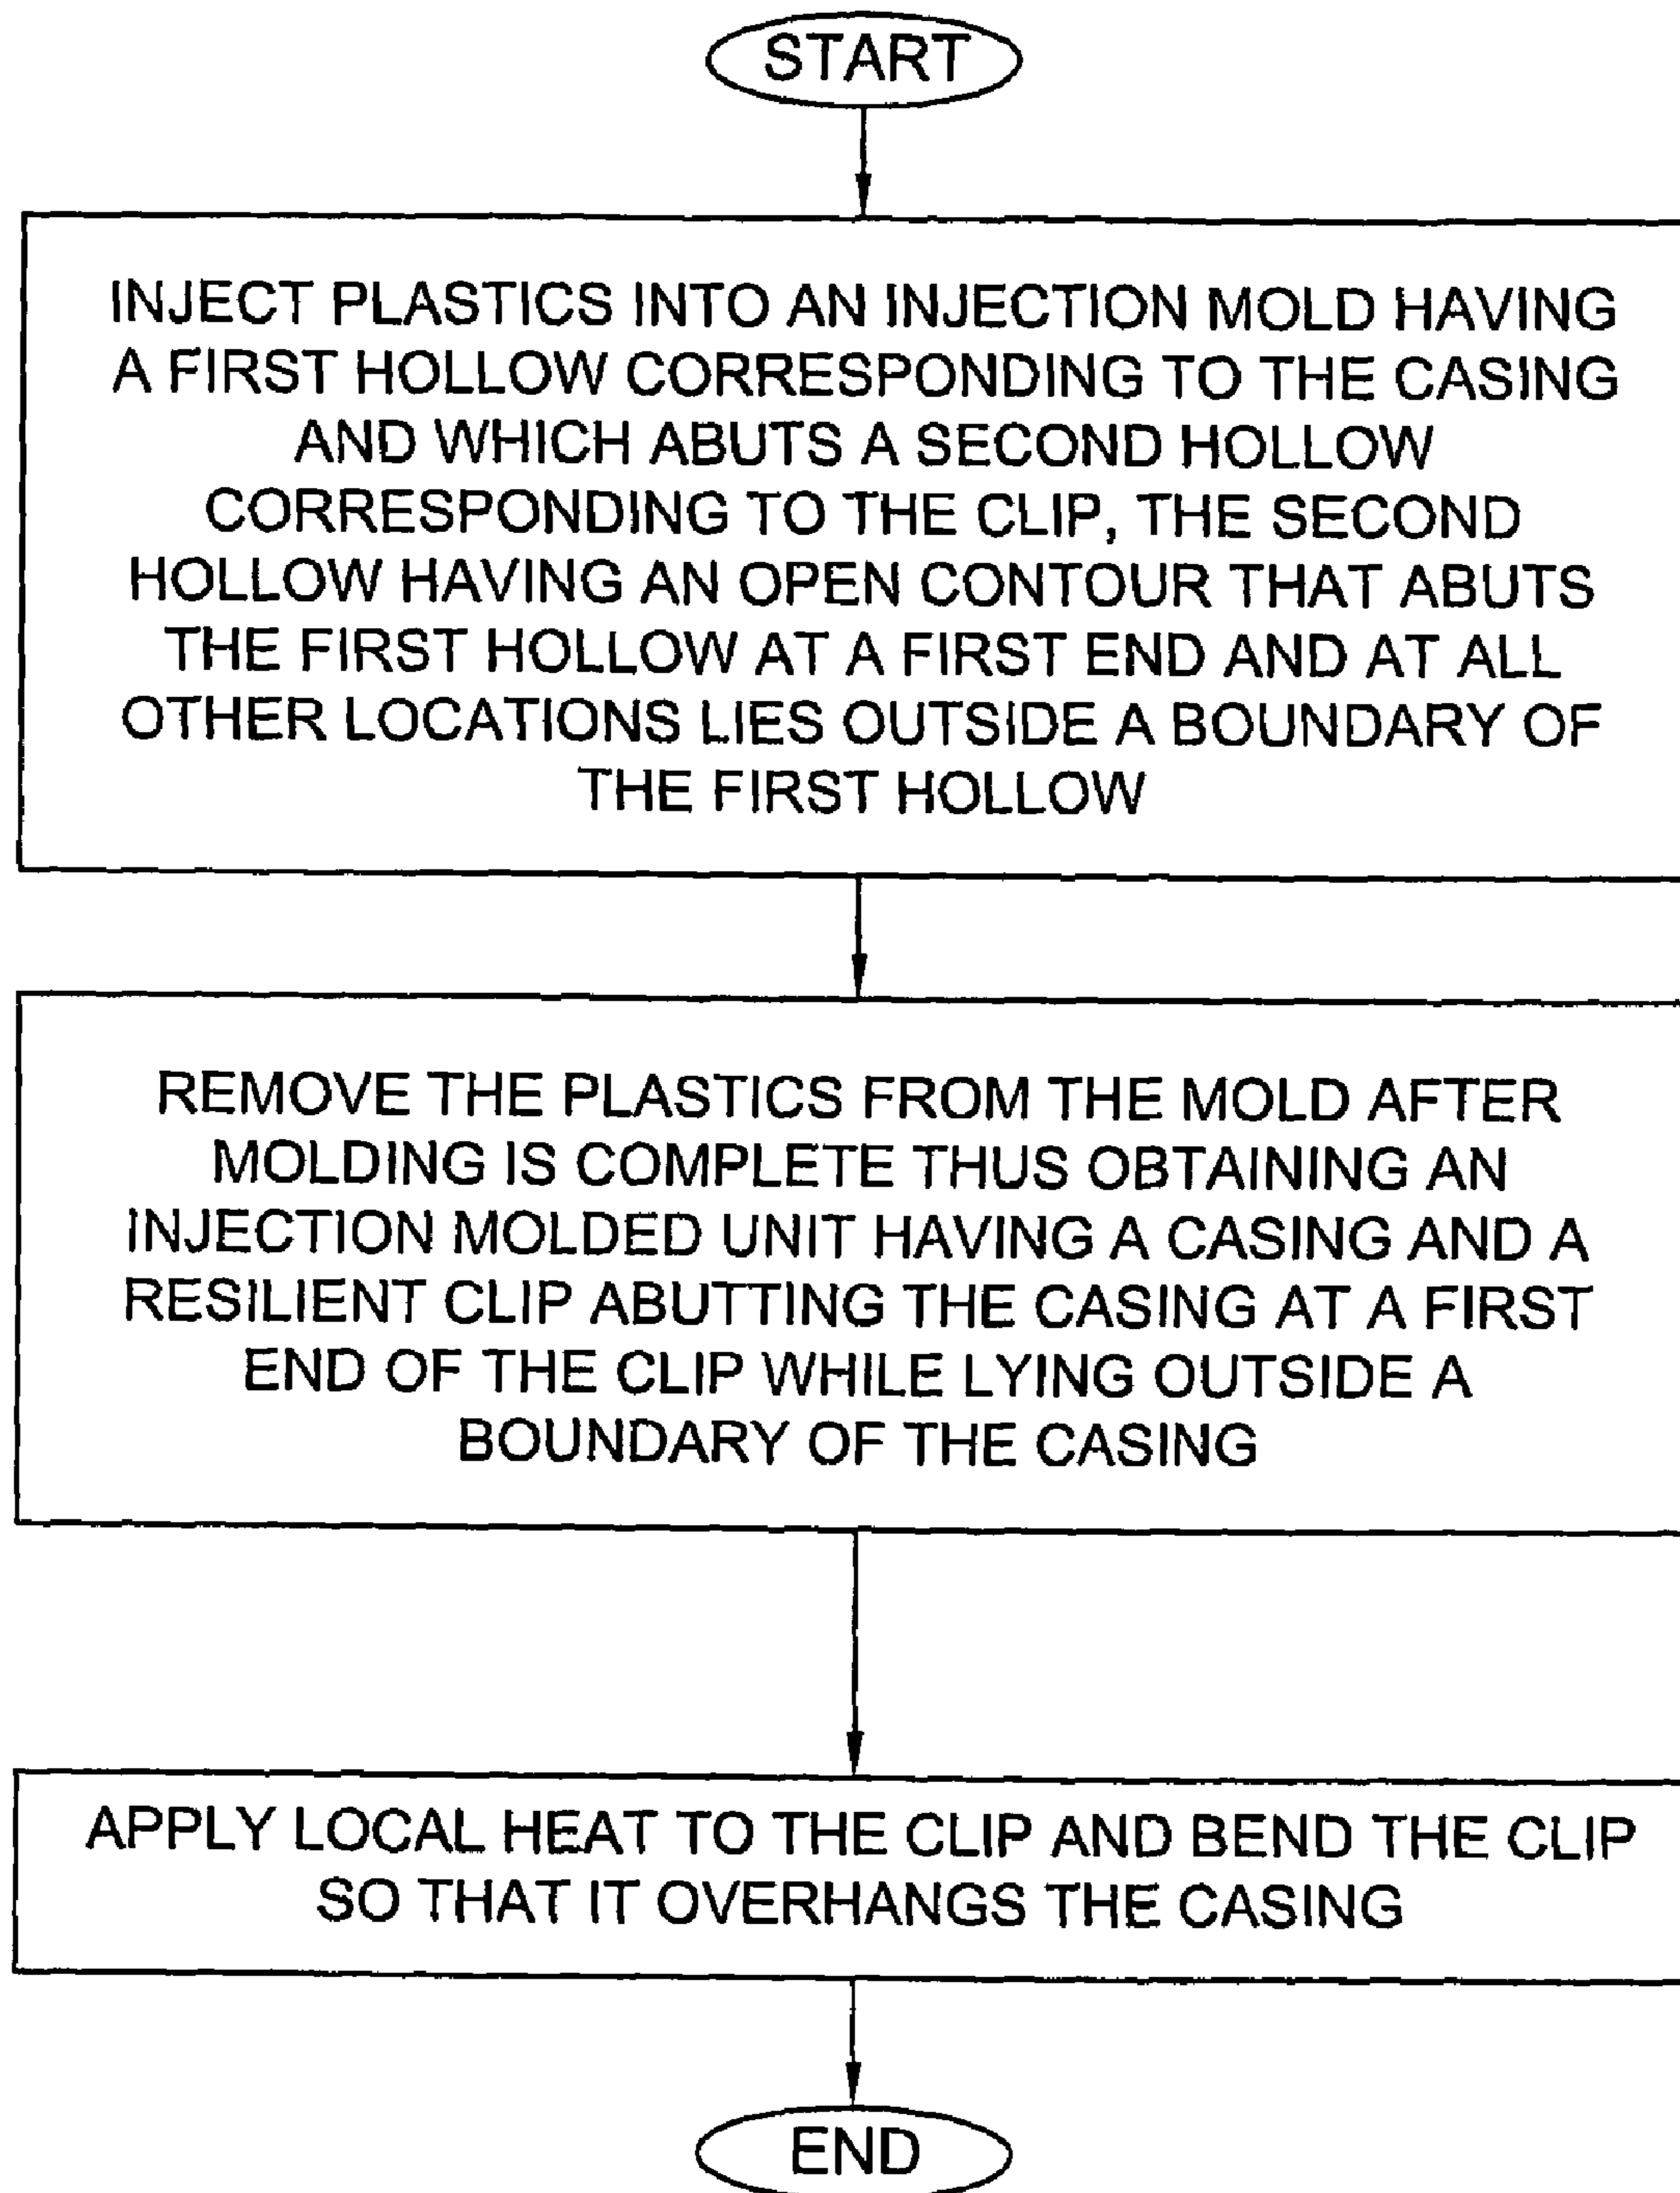 START
INJECT PLASTICS INTO AN INJECTION MOLD HAVING
A FIRST HOLLOW CORRESPONDING TO THE CASING
AND WHICH ABUTS A SECOND HOLLOW
CORRESPONDING TO THE CLIP, THE SECOND
HOLLOW HAVING AN OPEN CONTOUR THAT ABUTS
THE FIRST HOLLOW AT A FIRST END AND AT ALL
OTHER LOCATIONS LIES OUTSIDE A BOUNDARY OF
THE FIRST HOLLOW
REMOVE THE PLASTICS FROM THE MOLD AFTER
MOLDING IS COMPLETE THUS OBTAINING AN
INJECTION MOLDED UNIT HAVING A CASING AND A
RESILIENT CLIP ABUTTING THE CASING AT A FIRST
END OF THE CLIP WHILE LYING OUTSIDE A
BOUNDARY OF THE CASING
APPLY LOCAL HEAT TO THE CLIP AND BEND THE CLIP
SO THAT IT OVERHANGS THE CASING
END